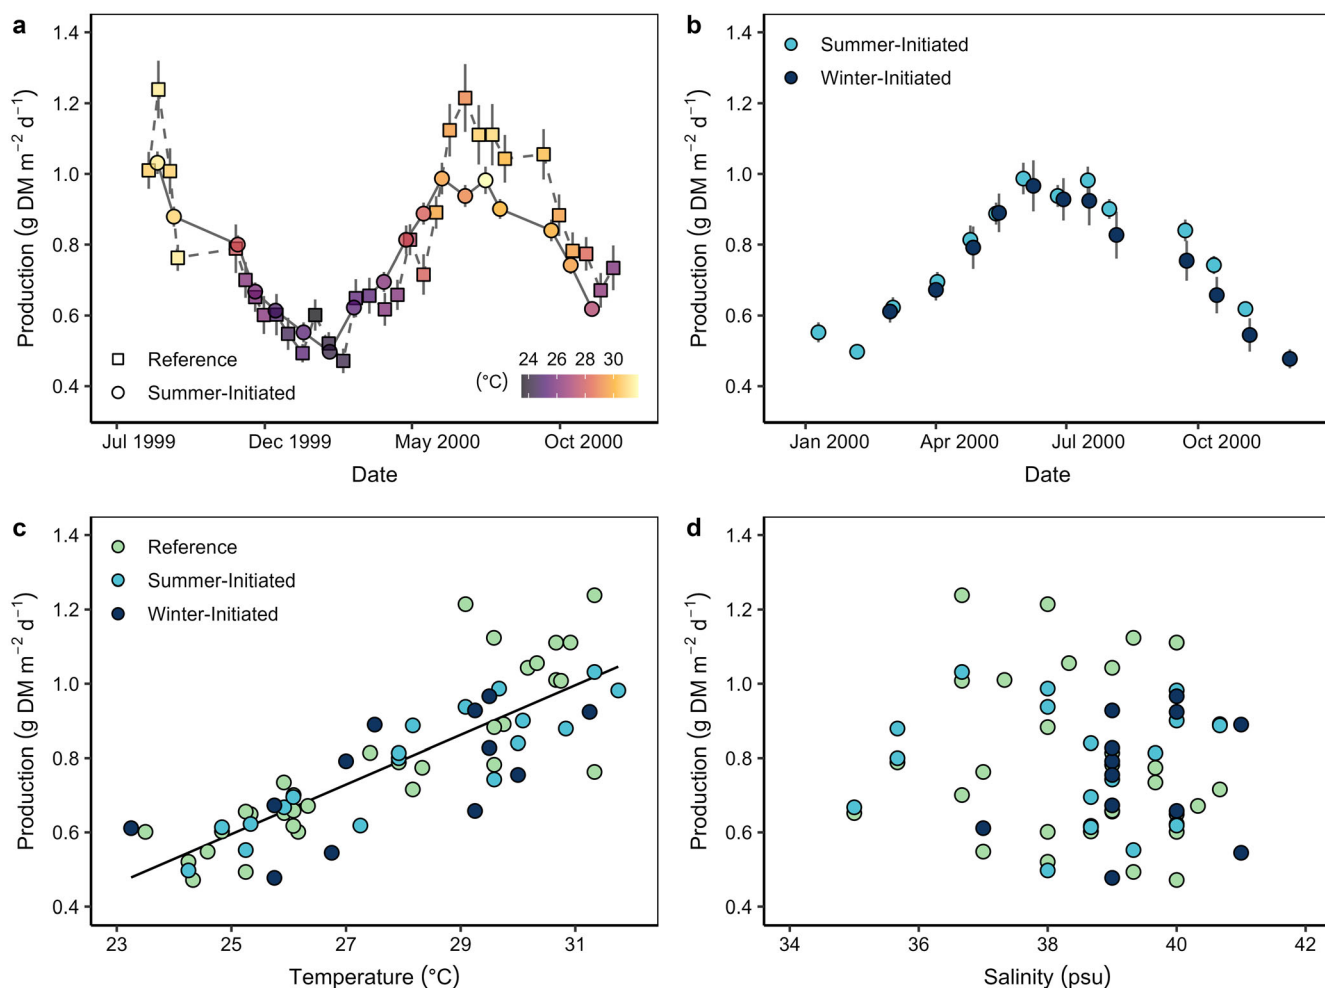 a
Production (g DM m⁻² d⁻¹)
1.4
1.2
1.0
0.8
0.6
0.4
Reference
Summer-Initiated
(°C)
24 26 28 30
Jul 1999 Dec 1999 May 2000 Oct 2000
Date
b
Production (g DM m⁻² d⁻¹)
1.4
1.2
1.0
0.8
0.6
0.4
Summer-Initiated
Winter-Initiated
Jan 2000 Apr 2000 Jul 2000 Oct 2000
Date
c
Production (g DM m⁻² d⁻¹)
1.4
1.2
1.0
0.8
0.6
0.4
Reference
Summer-Initiated
Winter-Initiated
23 25 27 29 31
Temperature (°C)
d
Production (g DM m⁻² d⁻¹)
1.4
1.2
1.0
0.8
0.6
0.4
34 36 38 40 42
Salinity (psu)